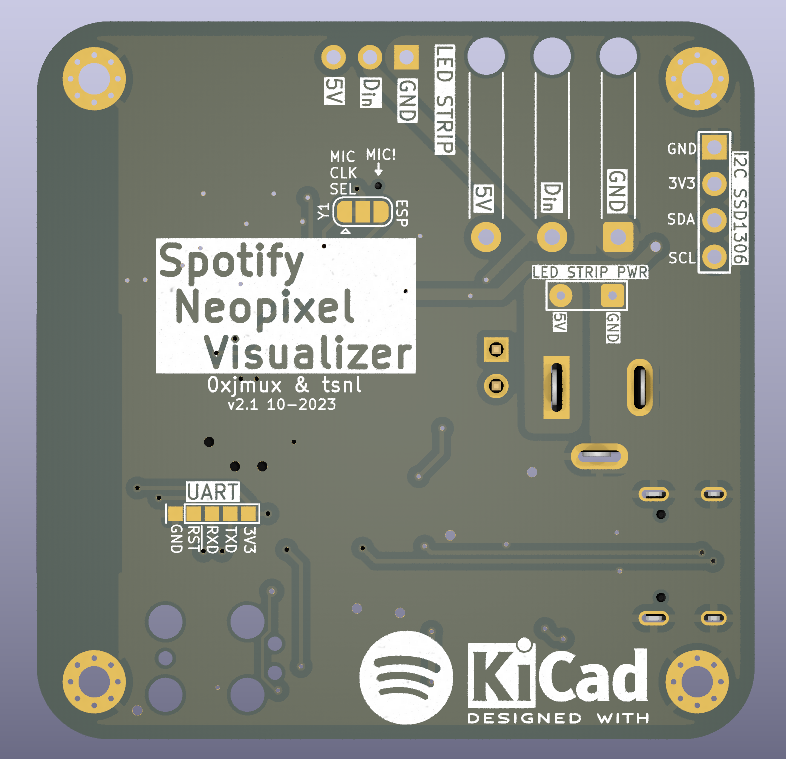 5V
Din
GND
LED STRIP
5V
Din
GND
GND
3V3
SDA
SCL
I2C SSD1306
MIC
CLK
SEL
MIC!
Y1
ESP
LED STRIP PWR
5V
GND
Spotify
Neopixel
Visualizer
0xjmux & tsnl
v2.1 10-2023
UART
GND
RST
RXD
TXD
3V3
KiCad
DESIGNED WITH